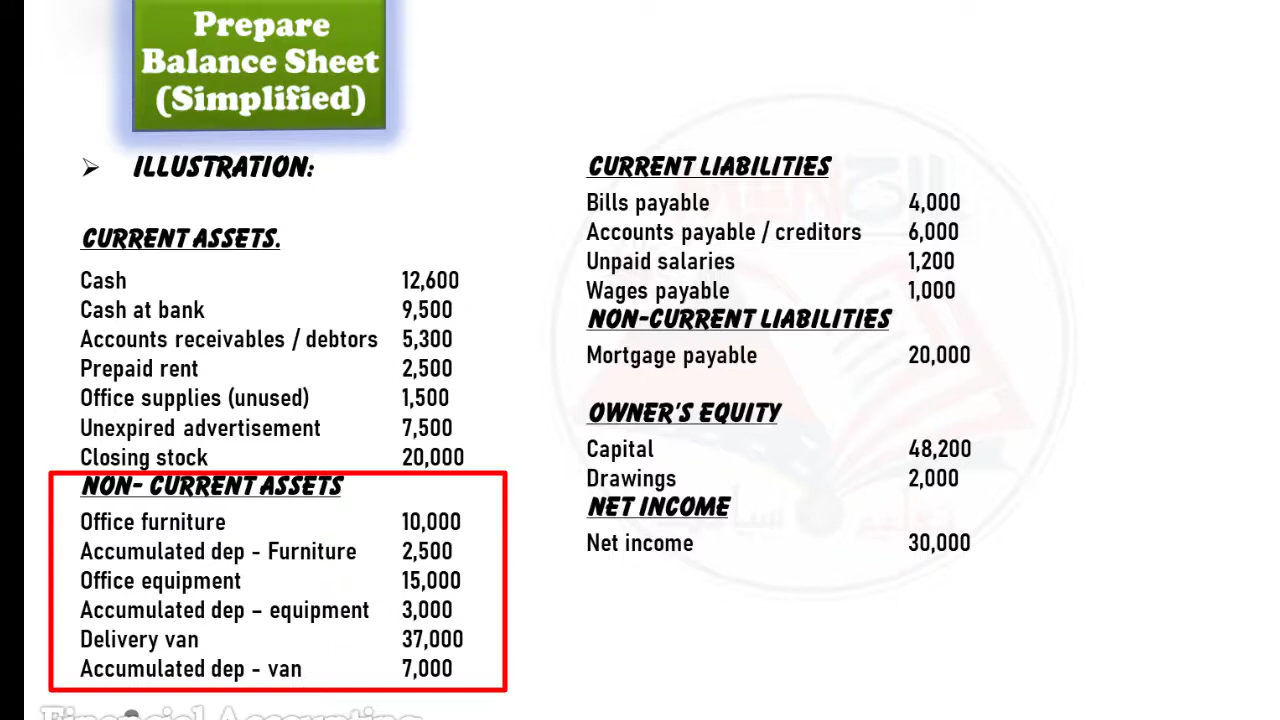 Prepare
Balance Sheet
(Simplified)
ILLUSTRATION:
CURRENT ASSETS.
Cash 12,600
Cash at bank 9,500
Accounts receivables / debtors 5,300
Prepaid rent 2,500
Office supplies (unused) 1,500
Unexpired advertisement 7,500
Closing stock 20,000
NON- CURRENT ASSETS
Office furniture 10,000
Accumulated dep - Furniture 2,500
Office equipment 15,000
Accumulated dep – equipment 3,000
Delivery van 37,000
Accumulated dep - van 7,000
CURRENT LIABILITIES
Bills payable 4,000
Accounts payable / creditors 6,000
Unpaid salaries 1,200
Wages payable 1,000
NON-CURRENT LIABILITIES
Mortgage payable 20,000
OWNER'S EQUITY
Capital 48,200
Drawings 2,000
NET INCOME
Net income 30,000
Financial Accounting